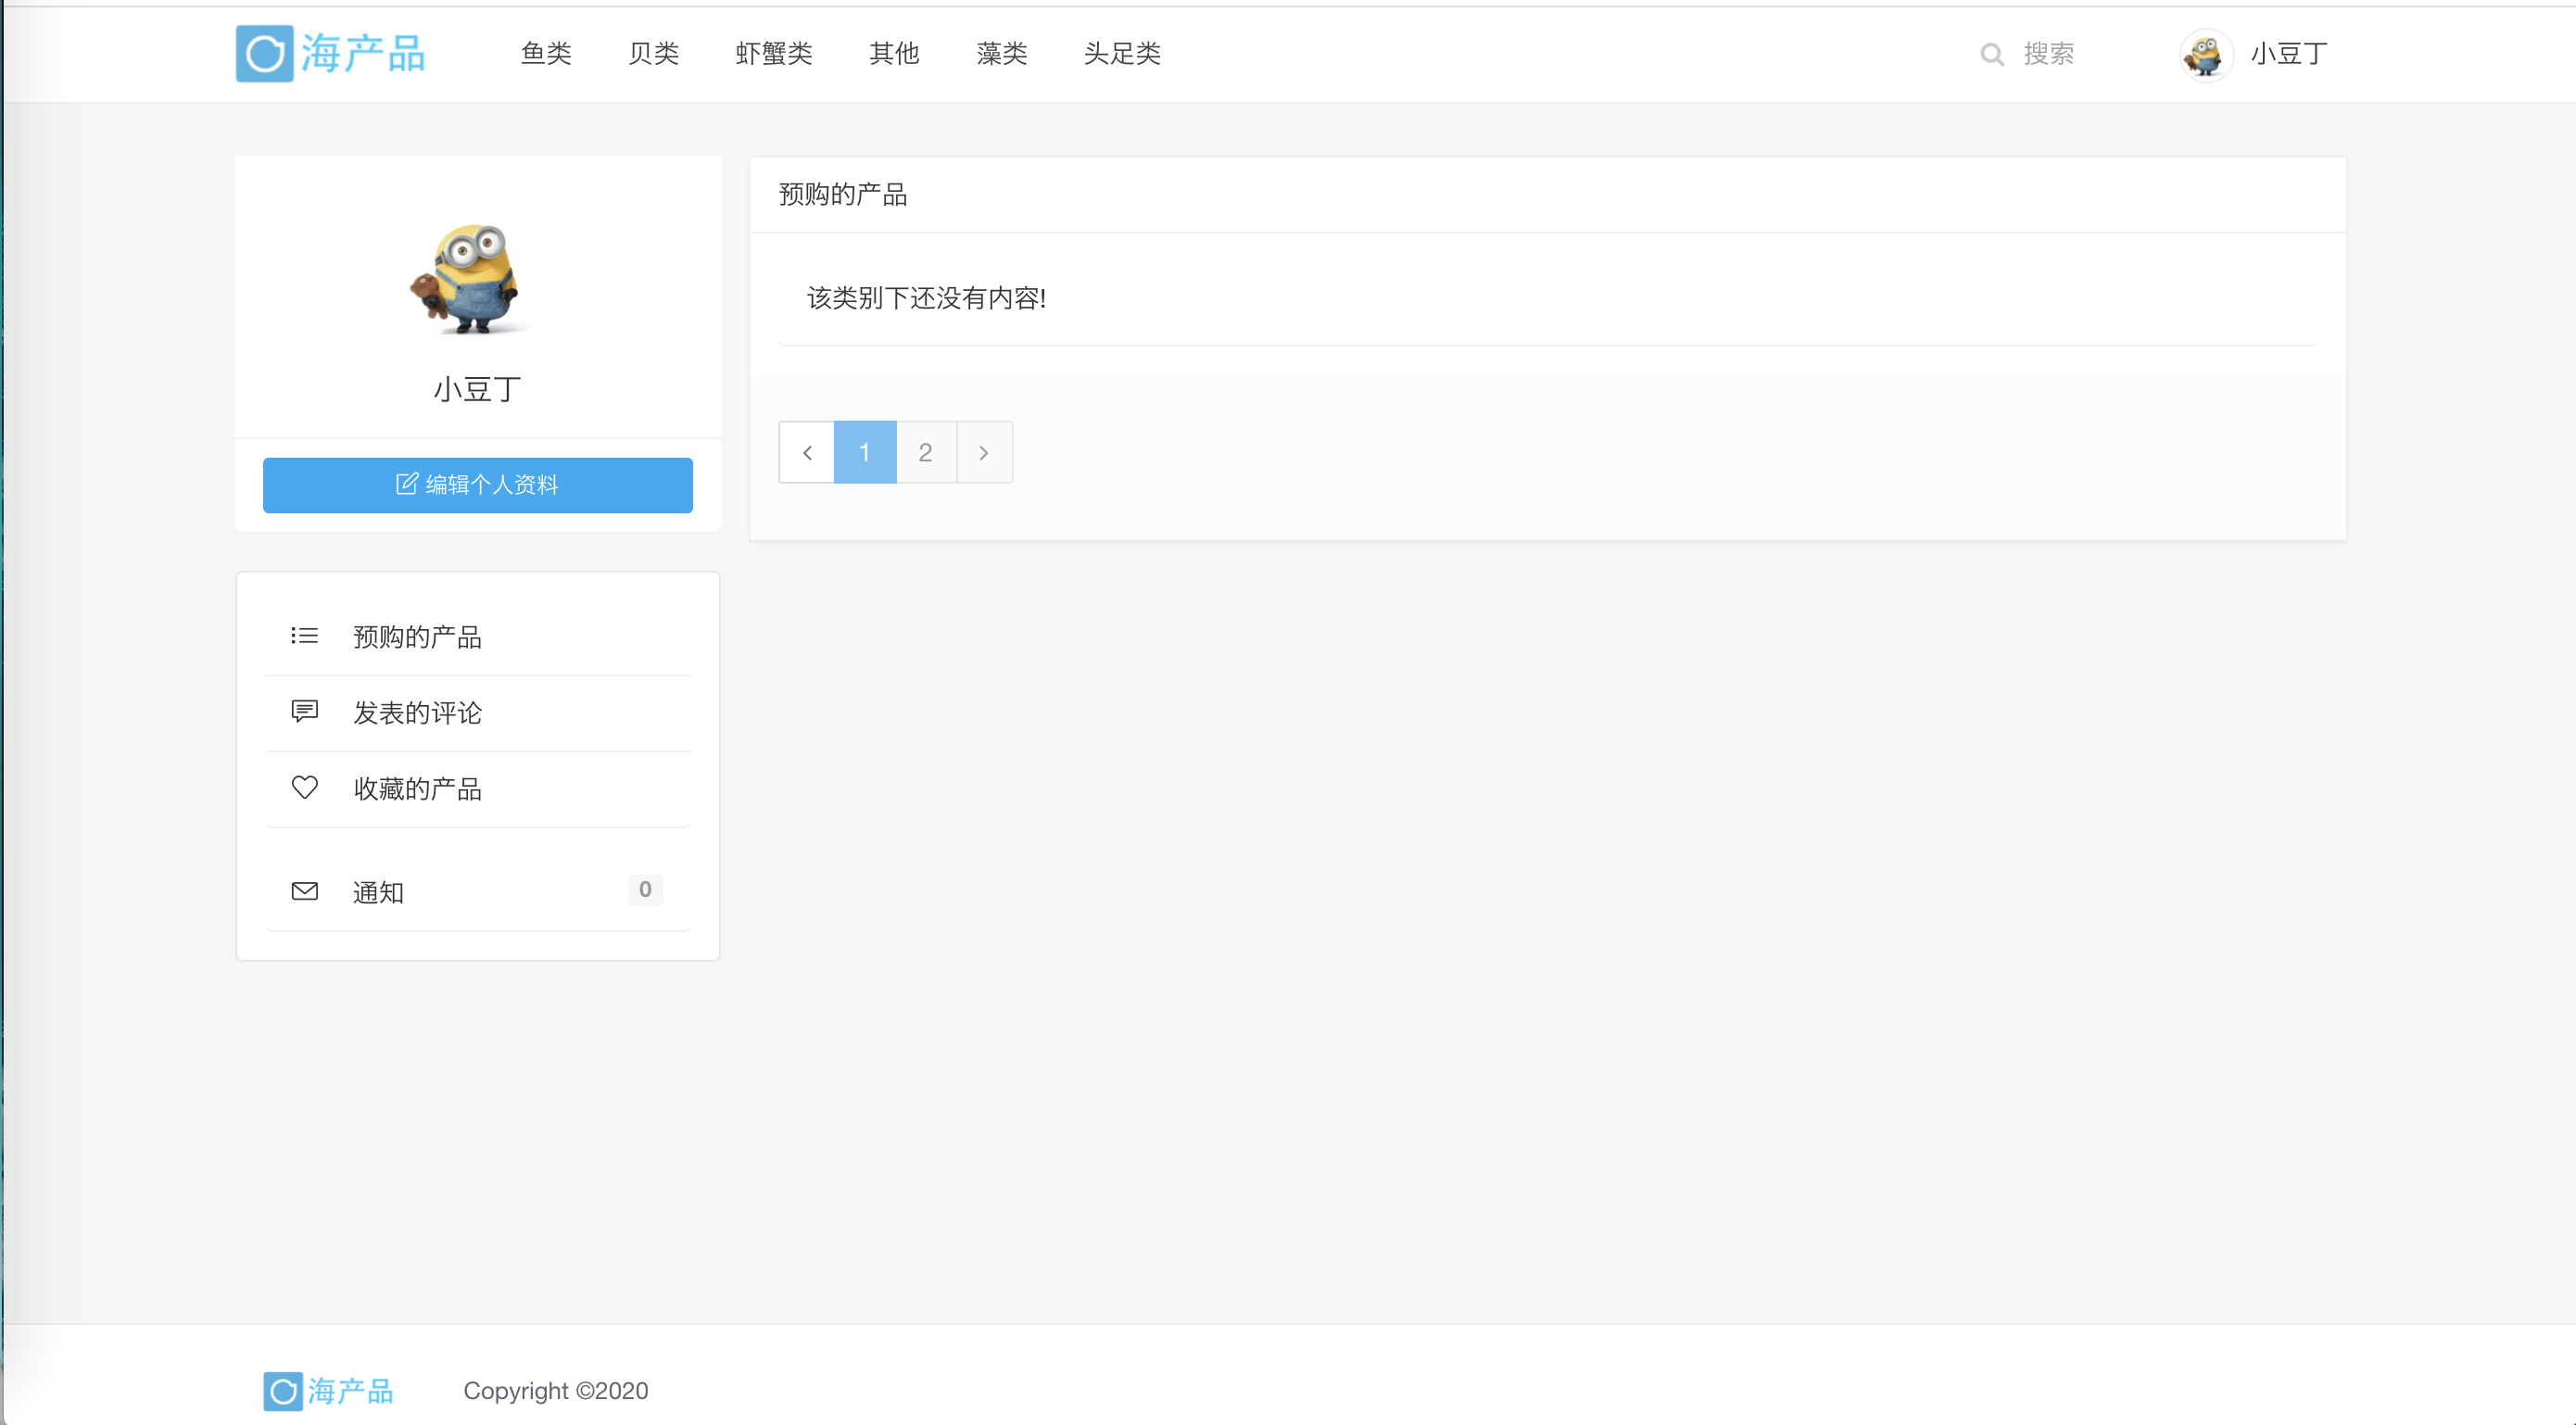 海产品 鱼类 贝类 虾蟹类 其他 藻类 头足类 搜索 小豆丁
小豆丁
编辑个人资料
预购的产品
该类别下还没有内容!
1 2
预购的产品
发表的评论
收藏的产品
通知 0
海产品 Copyright ©2020